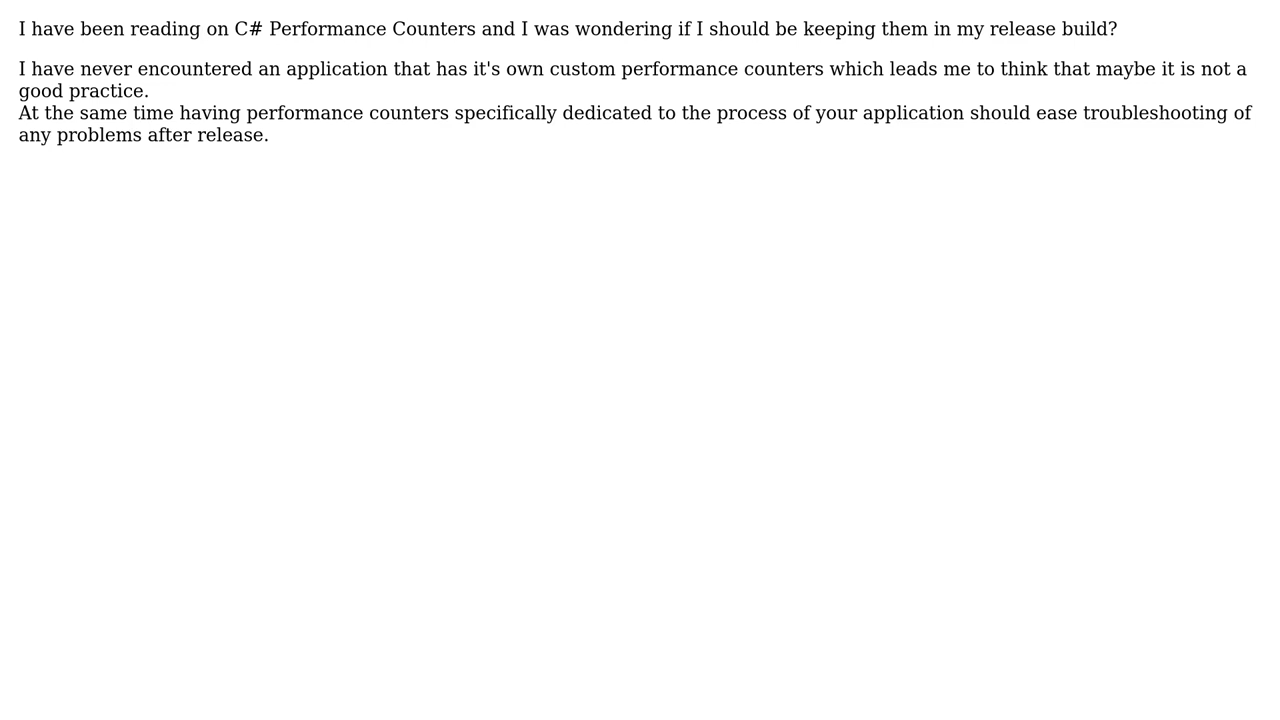 I have been reading on C# Performance Counters and I was wondering if I should be keeping them in my release build?
I have never encountered an application that has it's own custom performance counters which leads me to think that maybe it is not a
good practice.
At the same time having performance counters specifically dedicated to the process of your application should ease troubleshooting of
any problems after release.